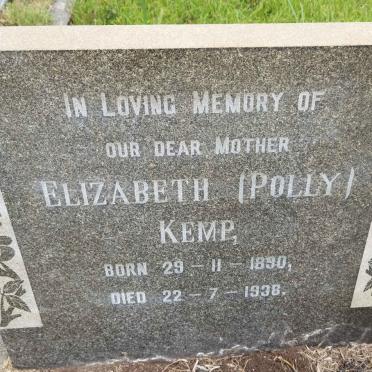 IN LOVING MEMORY OF
OUR DEAR MOTHER
ELIZABETH (POLLY)
KEMP,
BORN 29 - 11 - 1890,
DIED 22 - 7 - 1938.